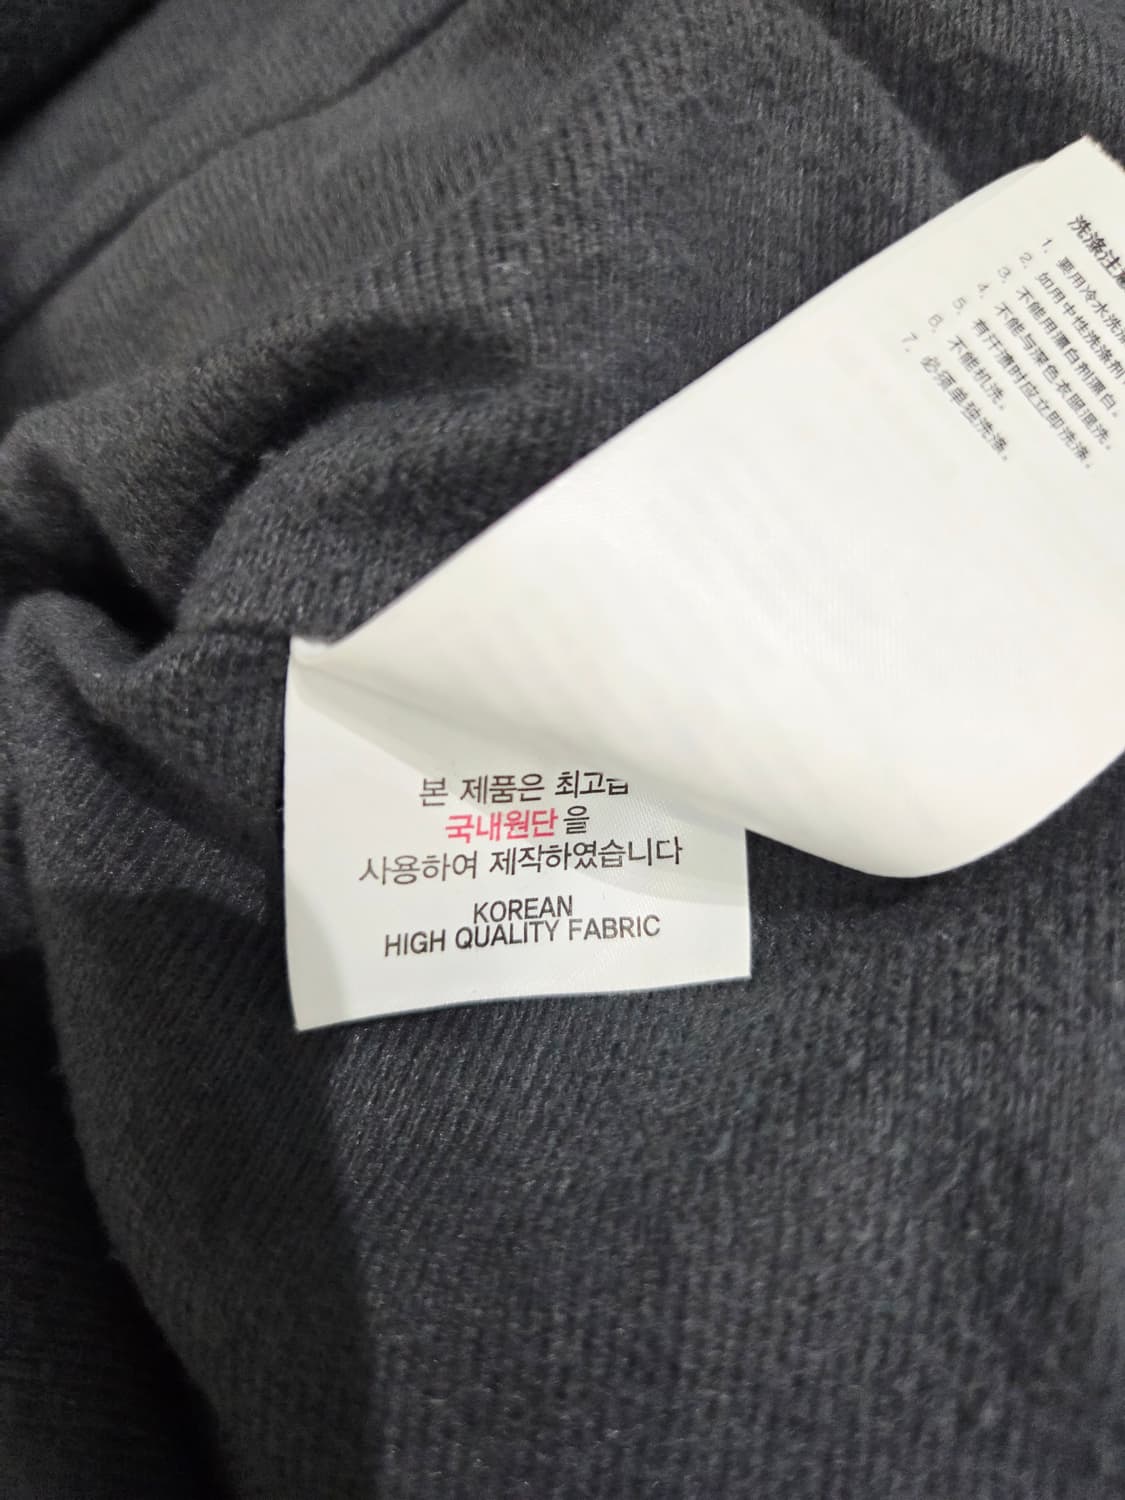 本 제품은 최고급
국내원단을
사용하여 제작하였습니다
KOREAN
HIGH QUALITY FABRIC
洗涤注意
1. 要用冷水洗涤
2. 如用中性洗涤剂
3. 不能用漂白剂漂白。
4. 不能与深色衣服混洗。
5. 有汗渍时应立即洗涤。
6. 不能机洗。
7. 必须单独洗涤。